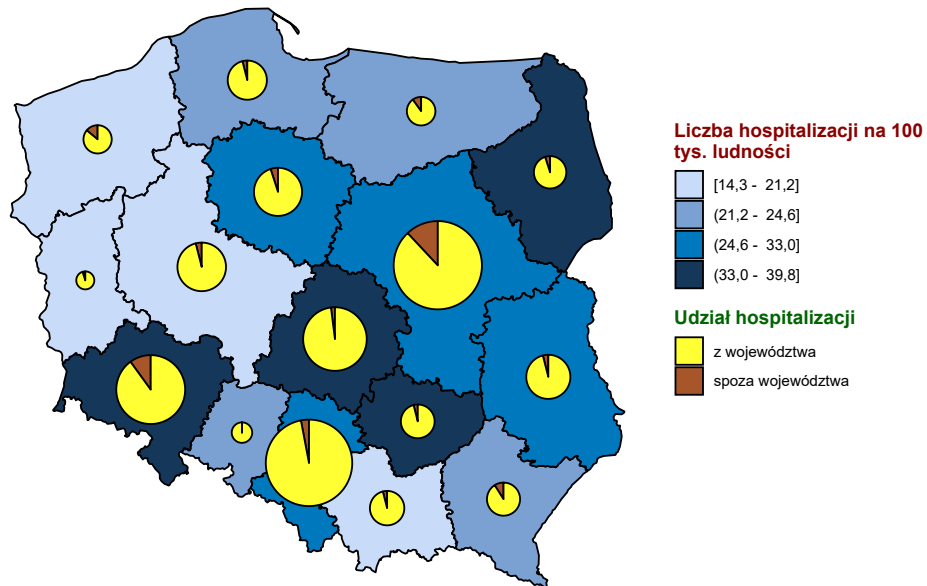 Liczba hospitalizacji na 100
tys. ludności
[14,3 - 21,2]
(21,2 - 24,6]
(24,6 - 33,0]
(33,0 - 39,8]
Udział hospitalizacji
z województwa
spoza województwa